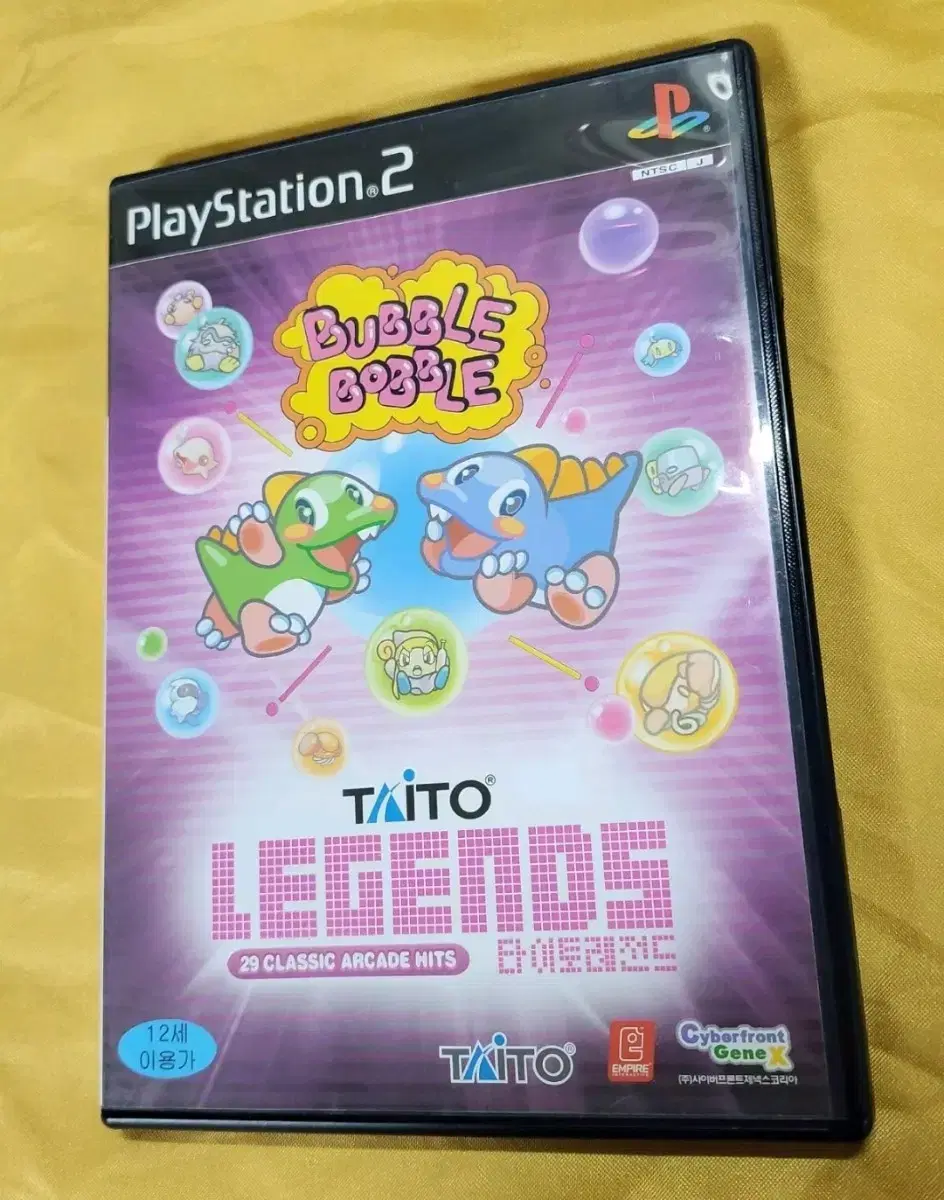 PlayStation®2
NTSC J
BUBBLE
BOBBLE
TAITO®
LEGENDS
29 CLASSIC ARCADE HITS
타이토레전드
12세
이용가
TAITO®
EMPIRE
INTERACTIVE
Cyberfront
Gene X
(주)사이버프론트제넥스코리아